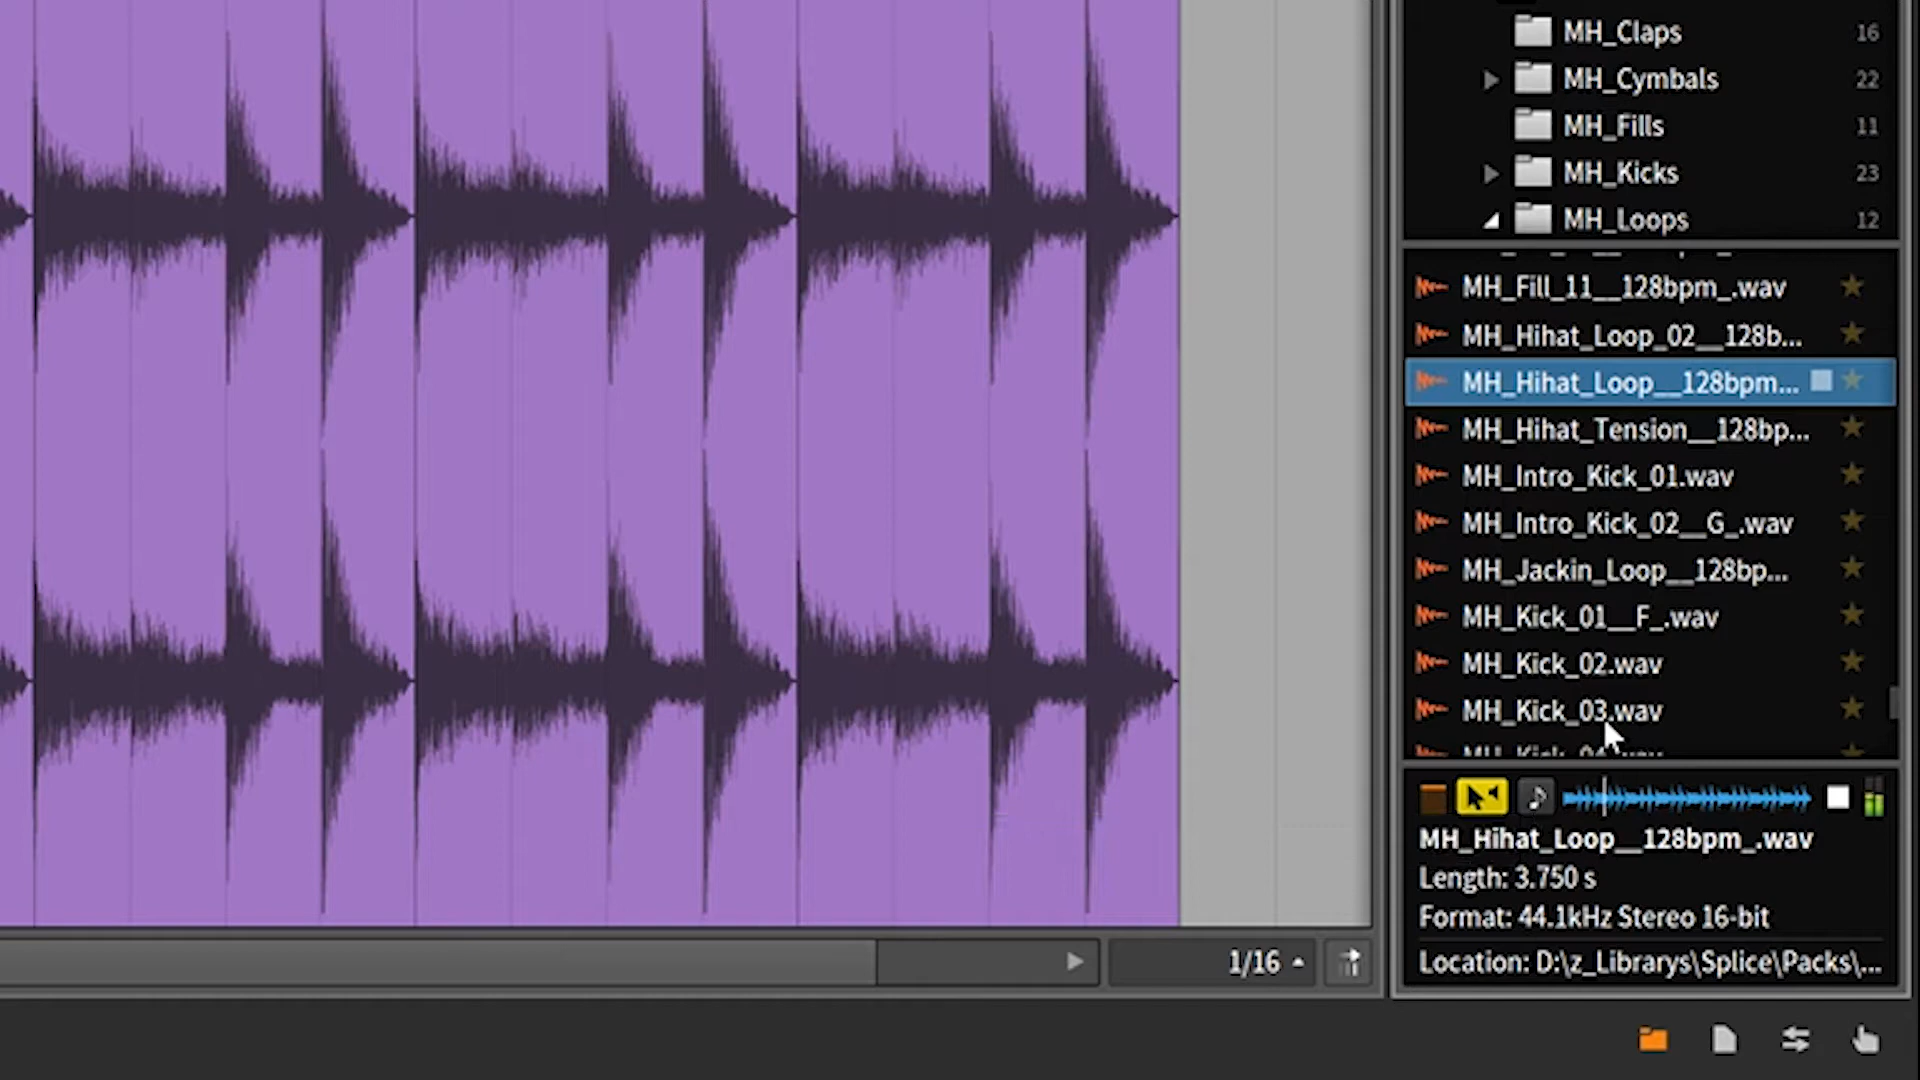 MH_Claps 16
MH_Cymbals 22
MH_Fills 11
MH_Kicks 23
MH_Loops 12
MH_Fill_11__128bpm_.wav
MH_Hihat_Loop_02__128b...
MH_Hihat_Loop__128bpm...
MH_Hihat_Tension__128bp...
MH_Intro_Kick_01.wav
MH_Intro_Kick_02__G_.wav
MH_Jackin_Loop__128bp...
MH_Kick_01__F_.wav
MH_Kick_02.wav
MH_Kick_03.wav
MH_Kick_04.wav
MH_Hihat_Loop__128bpm_.wav
Length: 3.750 s
Format: 44.1kHz Stereo 16-bit
Location: D:\z_Librarys\Splice\Packs\...
1/16